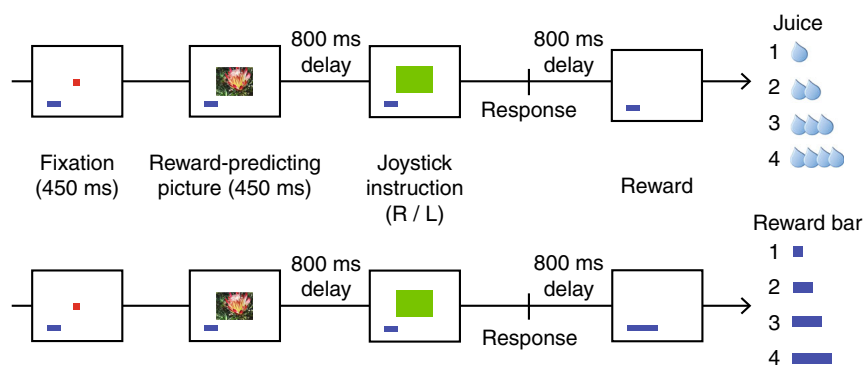 800 ms
delay
800 ms
delay
Response
Fixation
(450 ms)
Reward-predicting
picture (450 ms)
Joystick
instruction
(R / L)
Reward
Juice
1
2
3
4
800 ms
delay
800 ms
delay
Response
Reward bar
1
2
3
4